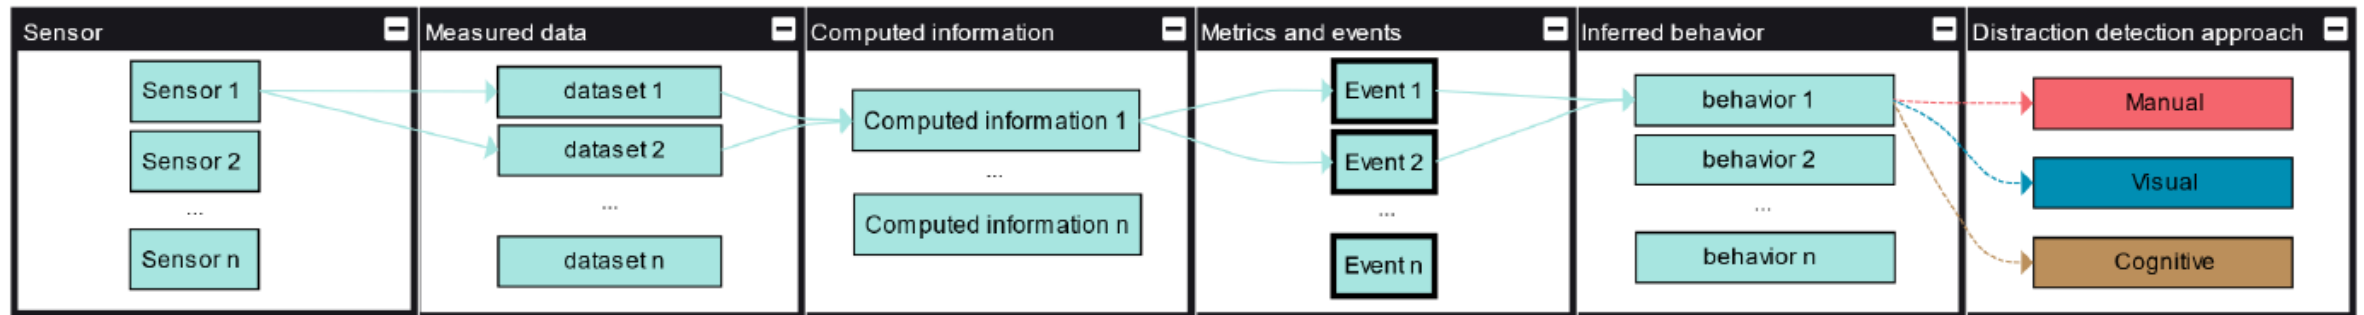 Sensor
Sensor 1
Sensor 2
...
Sensor n
Measured data
dataset 1
dataset 2
...
dataset n
Computed information
Computed information 1
...
Computed information n
Metrics and events
Event 1
Event 2
...
Event n
Inferred behavior
behavior 1
behavior 2
...
behavior n
Distraction detection approach
Manual
Visual
Cognitive